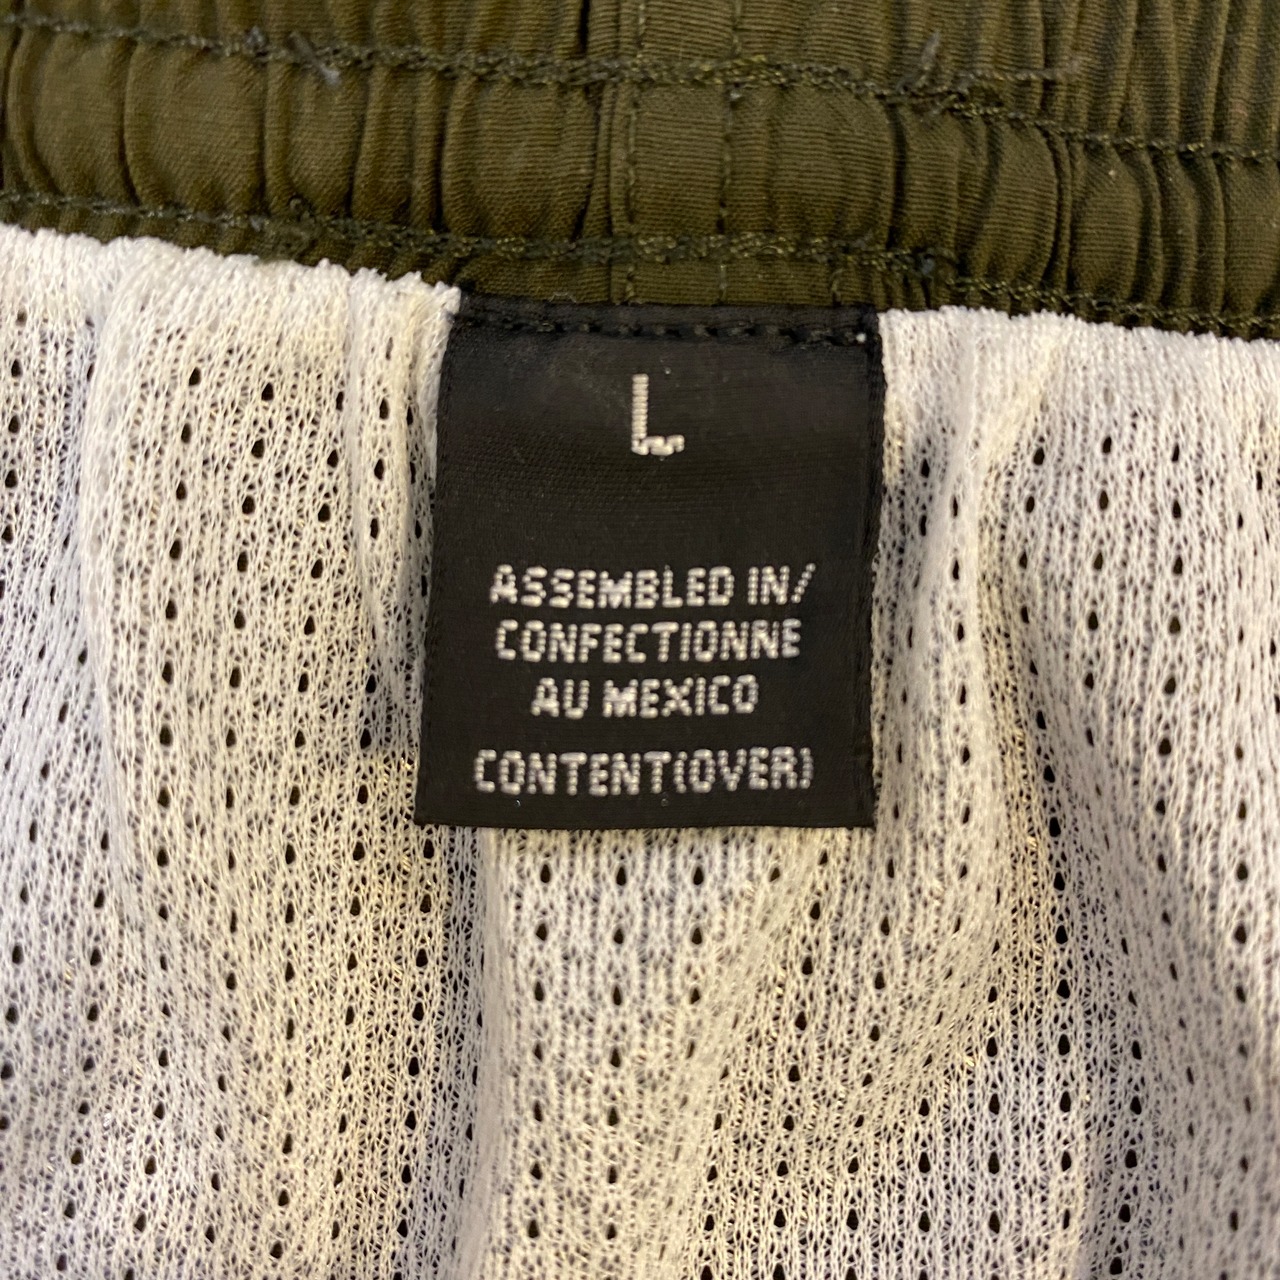 L
ASSEMBLED IN/
CONFECTIONNE
AU MEXICO
CONTENT(OVER)